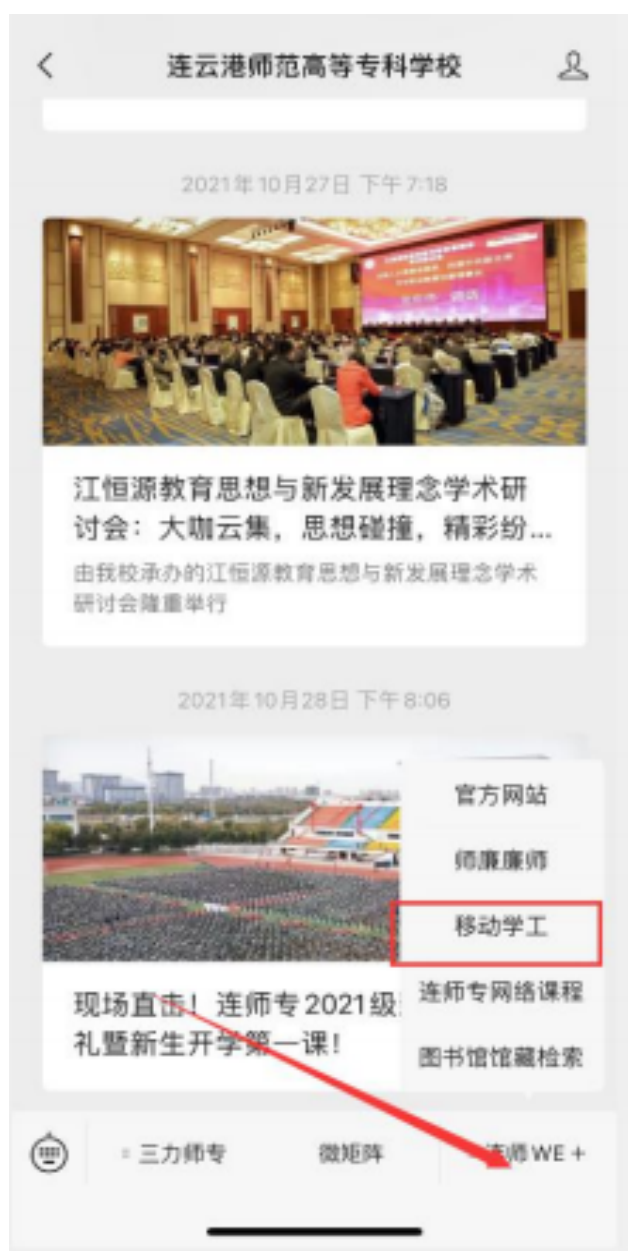 连云港师范高等专科学校
2021年10月27日 下午7:18
江恒源教育思想与新发展理念学术研
讨会：大咖云集，思想碰撞，精彩纷...
由我校承办的江恒源教育思想与新发展理念学术
研讨会隆重举行
2021年10月28日 下午8:06
官方网站
师廉廉师
移动学工
连师专网络课程
图书馆馆藏检索
现场直击！连师专2021级
礼暨新生开学第一课！
三力师专
微矩阵
师WE+